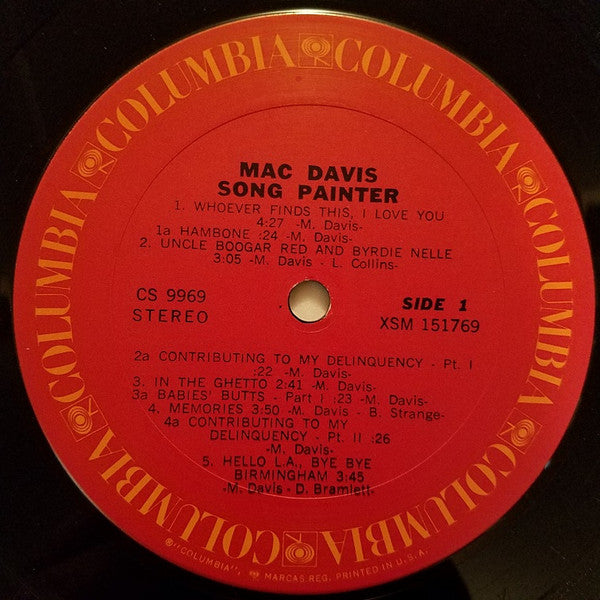 COLUMBIA COLUMBIA COLUMBIA COLUMBIA COLUMBIA COLUMBIA
MAC DAVIS
SONG PAINTER
1. WHOEVER FINDS THIS, I LOVE YOU
4:27 -M. Davis-
1a HAMBONE :24 -M. Davis-
2. UNCLE BOOGAR RED AND BYRDIE NELLE
3:05 -M. Davis - L. Collins-
CS 9969
STEREO
SIDE 1
XSM 151769
2a CONTRIBUTING TO MY DELINQUENCY - Pt. I
:22 -M. Davis-
3. IN THE GHETTO 2:41 -M. Davis-
3a BABIES' BUTTS - Part I :23 -M. Davis-
4. MEMORIES 3:50 -M. Davis - B. Strange-
4a CONTRIBUTING TO MY
DELINQUENCY - Pt. II :26
-M. Davis-
5. HELLO L.A., BYE BYE
BIRMINGHAM 3:45
-M. Davis - D. Bramlett-
®"COLUMBIA", MARCAS REG. PRINTED IN U.S.A.